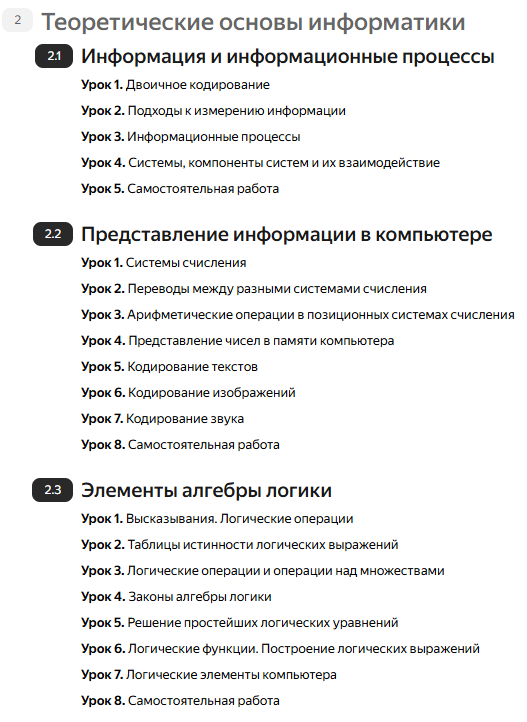 2 Теоретические основы информатики
2.1 Информация и информационные процессы
Урок 1. Двоичное кодирование
Урок 2. Подходы к измерению информации
Урок 3. Информационные процессы
Урок 4. Системы, компоненты систем и их взаимодействие
Урок 5. Самостоятельная работа
2.2 Представление информации в компьютере
Урок 1. Системы счисления
Урок 2. Переводы между разными системами счисления
Урок 3. Арифметические операции в позиционных системах счисления
Урок 4. Представление чисел в памяти компьютера
Урок 5. Кодирование текстов
Урок 6. Кодирование изображений
Урок 7. Кодирование звука
Урок 8. Самостоятельная работа
2.3 Элементы алгебры логики
Урок 1. Высказывания. Логические операции
Урок 2. Таблицы истинности логических выражений
Урок 3. Логические операции и операции над множествами
Урок 4. Законы алгебры логики
Урок 5. Решение простейших логических уравнений
Урок 6. Логические функции. Построение логических выражений
Урок 7. Логические элементы компьютера
Урок 8. Самостоятельная работа